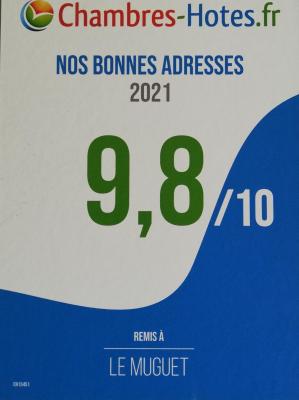 Chambres-Hotes.fr
NOS BONNES ADRESSES
2021
9,8/10
REMIS À
LE MUGUET